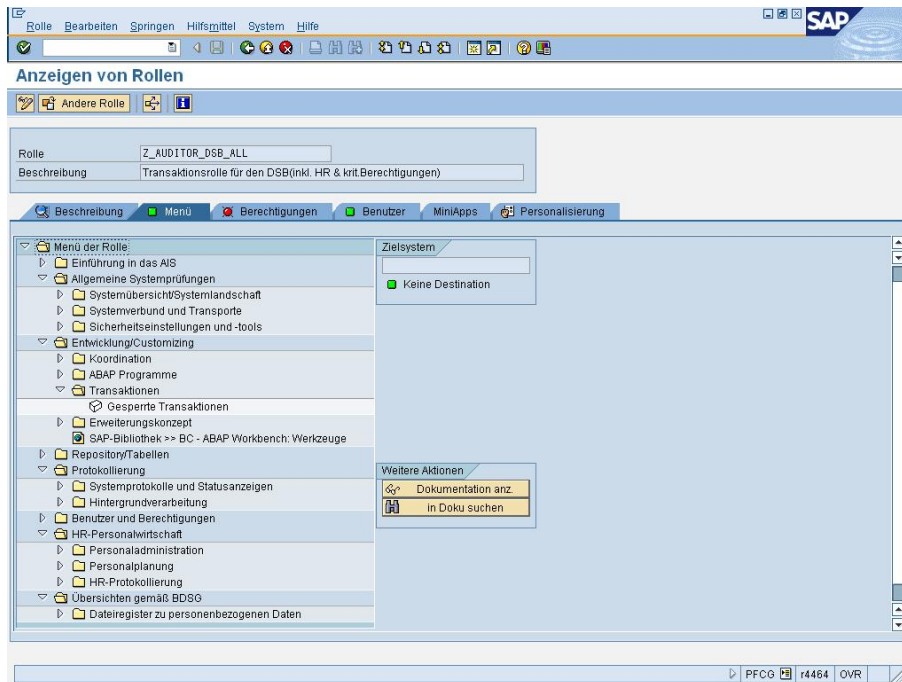 Rolle Bearbeiten Springen Hilfsmittel System Hilfe
SAP
Anzeigen von Rollen
Andere Rolle
Rolle Z_AUDITOR_DSB_ALL
Beschreibung Transaktionsrolle für den DSB(inkl. HR & krit.Berechtigungen)
Beschreibung Menü Berechtigungen Benutzer MiniApps Personalisierung
Menü der Rolle
Einführung in das AIS
Allgemeine Systemprüfungen
Systemübersicht/Systemlandschaft
Systemverbund und Transporte
Sicherheitseinstellungen und -tools
Entwicklung/Customizing
Koordination
ABAP Programme
Transaktionen
Gesperrte Transaktionen
Erweiterungskonzept
SAP-Bibliothek >> BC - ABAP Workbench: Werkzeuge
Repository/Tabellen
Protokollierung
Systemprotokolle und Statusanzeigen
Hintergrundverarbeitung
Benutzer und Berechtigungen
HR-Personalwirtschaft
Personaladministration
Personalplanung
HR-Protokollierung
Übersichten gemäß BDSG
Dateiregister zu personenbezogenen Daten
Zielsystem
Keine Destination
Weitere Aktionen
Dokumentation anz.
in Doku suchen
PFCG r4464 OVR